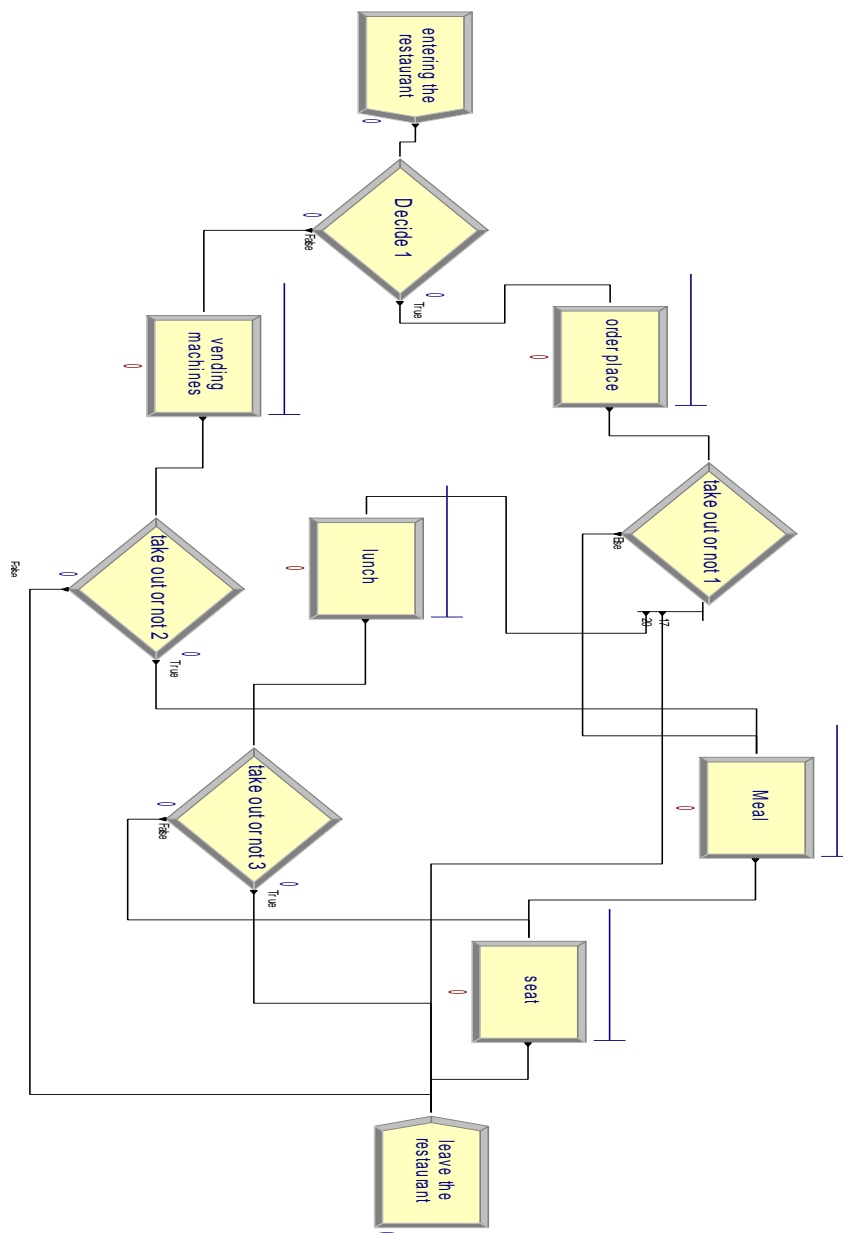 entering the
restaurant
0
Decide 1
0
True
0
False
order place
0
vending
machines
0
take out or not 1
Else
17
20
take out or not 2
0
True
0
False
lunch
0
Meal
0
take out or not 3
0
True
0
False
seat
0
leave the
restaurant